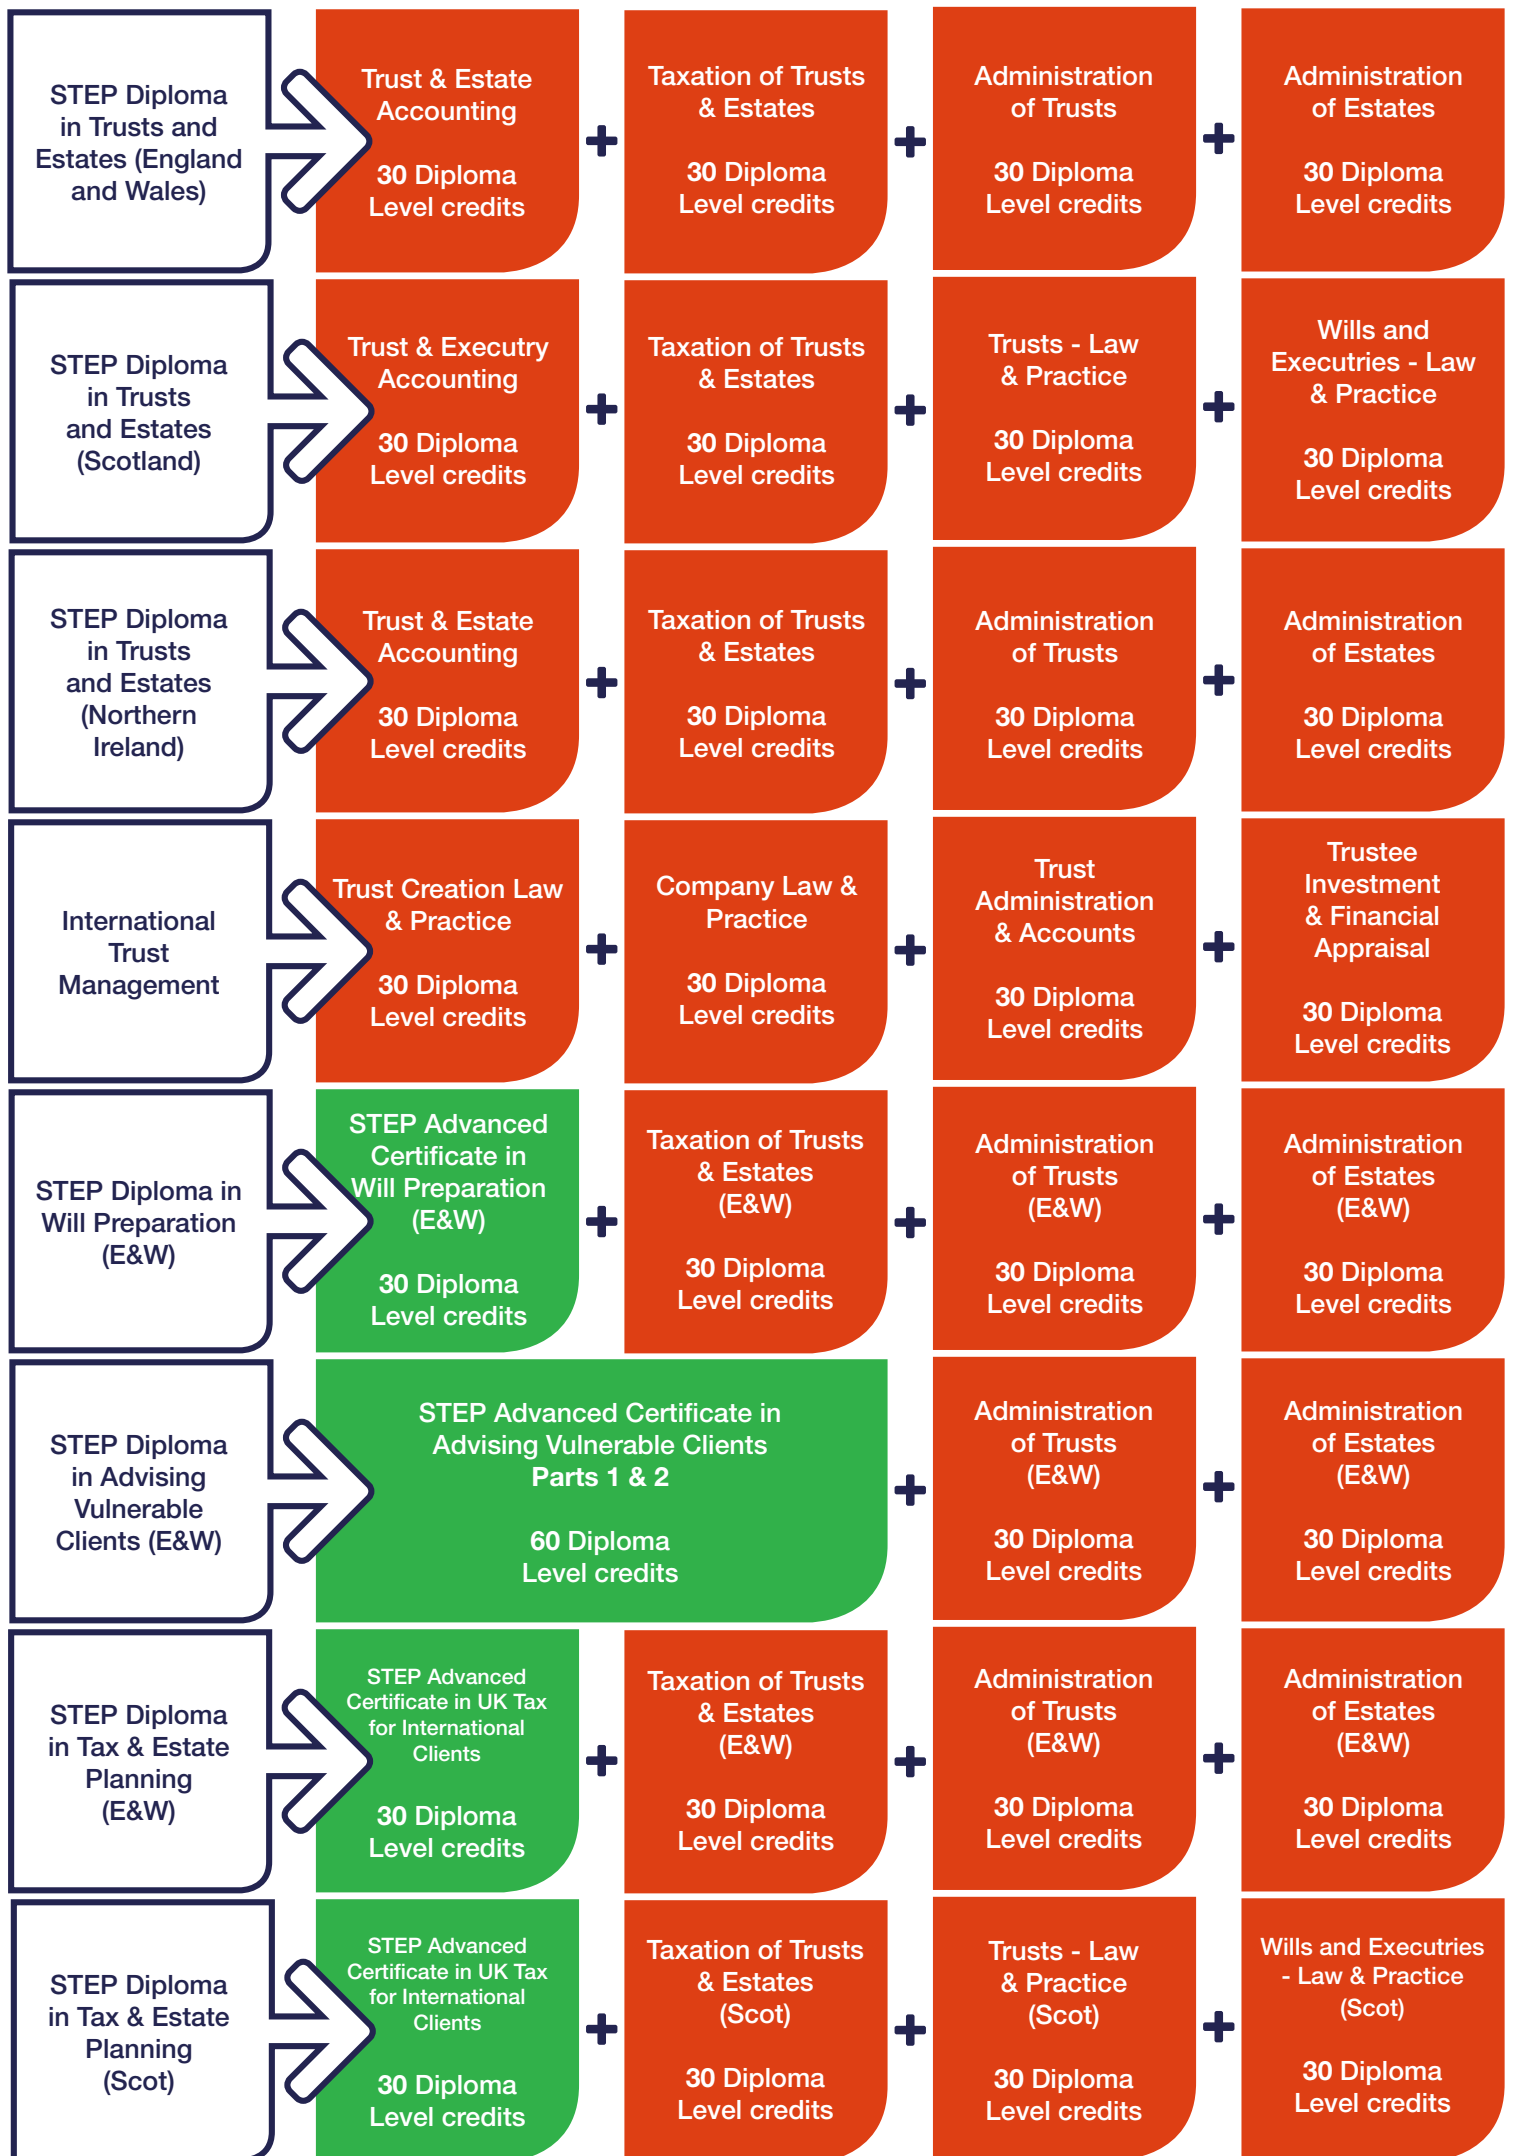 STEP Diploma
in Trusts and
Estates (England
and Wales)
Trust & Estate
Accounting
30 Diploma
Level credits
+
Taxation of Trusts
& Estates
30 Diploma
Level credits
+
Administration
of Trusts
30 Diploma
Level credits
+
Administration
of Estates
30 Diploma
Level credits
STEP Diploma
in Trusts
and Estates
(Scotland)
Trust & Executry
Accounting
30 Diploma
Level credits
+
Taxation of Trusts
& Estates
30 Diploma
Level credits
+
Trusts - Law
& Practice
30 Diploma
Level credits
+
Wills and
Executries - Law
& Practice
30 Diploma
Level credits
STEP Diploma
in Trusts
and Estates
(Northern
Ireland)
Trust & Estate
Accounting
30 Diploma
Level credits
+
Taxation of Trusts
& Estates
30 Diploma
Level credits
+
Administration
of Trusts
30 Diploma
Level credits
+
Administration
of Estates
30 Diploma
Level credits
International
Trust
Management
Trust Creation Law
& Practice
30 Diploma
Level credits
+
Company Law &
Practice
30 Diploma
Level credits
+
Trust
Administration
& Accounts
30 Diploma
Level credits
+
Trustee
Investment
& Financial
Appraisal
30 Diploma
Level credits
STEP Diploma in
Will Preparation
(E&W)
STEP Advanced
Certificate in
Will Preparation
(E&W)
30 Diploma
Level credits
+
Taxation of Trusts
& Estates
(E&W)
30 Diploma
Level credits
+
Administration
of Trusts
(E&W)
30 Diploma
Level credits
+
Administration
of Estates
(E&W)
30 Diploma
Level credits
STEP Diploma
in Advising
Vulnerable
Clients (E&W)
STEP Advanced Certificate in
Advising Vulnerable Clients
Parts 1 & 2
60 Diploma
Level credits
+
Administration
of Trusts
(E&W)
30 Diploma
Level credits
+
Administration
of Estates
(E&W)
30 Diploma
Level credits
STEP Diploma
in Tax & Estate
Planning
(E&W)
STEP Advanced
Certificate in UK Tax
for International
Clients
30 Diploma
Level credits
+
Taxation of Trusts
& Estates
(E&W)
30 Diploma
Level credits
+
Administration
of Trusts
(E&W)
30 Diploma
Level credits
+
Administration
of Estates
(E&W)
30 Diploma
Level credits
STEP Diploma
in Tax & Estate
Planning
(Scot)
STEP Advanced
Certificate in UK Tax
for International
Clients
30 Diploma
Level credits
+
Taxation of Trusts
& Estates
(Scot)
30 Diploma
Level credits
+
Trusts - Law
& Practice
(Scot)
30 Diploma
Level credits
+
Wills and Executries
- Law & Practice
(Scot)
30 Diploma
Level credits